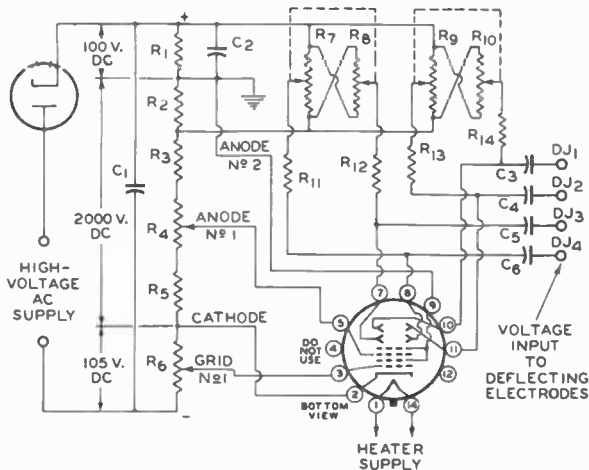 +
100 V.
DC
R1
C2
R7
R8
R9
R10
R2
R14
R3
ANODE
Nº 2
R11
R12
R13
C3
DJ1
C1
C4
DJ2
2000 V.
DC
R4
ANODE
Nº 1
C5
DJ3
C6
DJ4
HIGH-
VOLTAGE
AC
SUPPLY
R5
CATHODE
7
8
9
5
10
4
DO NOT
USE
11
VOLTAGE
INPUT
TO
DEFLECTING
ELECTRODES
105 V.
DC
R6
GRID
Nº1
3
12
2
BOTTOM
VIEW
1
14
-
HEATER
SUPPLY